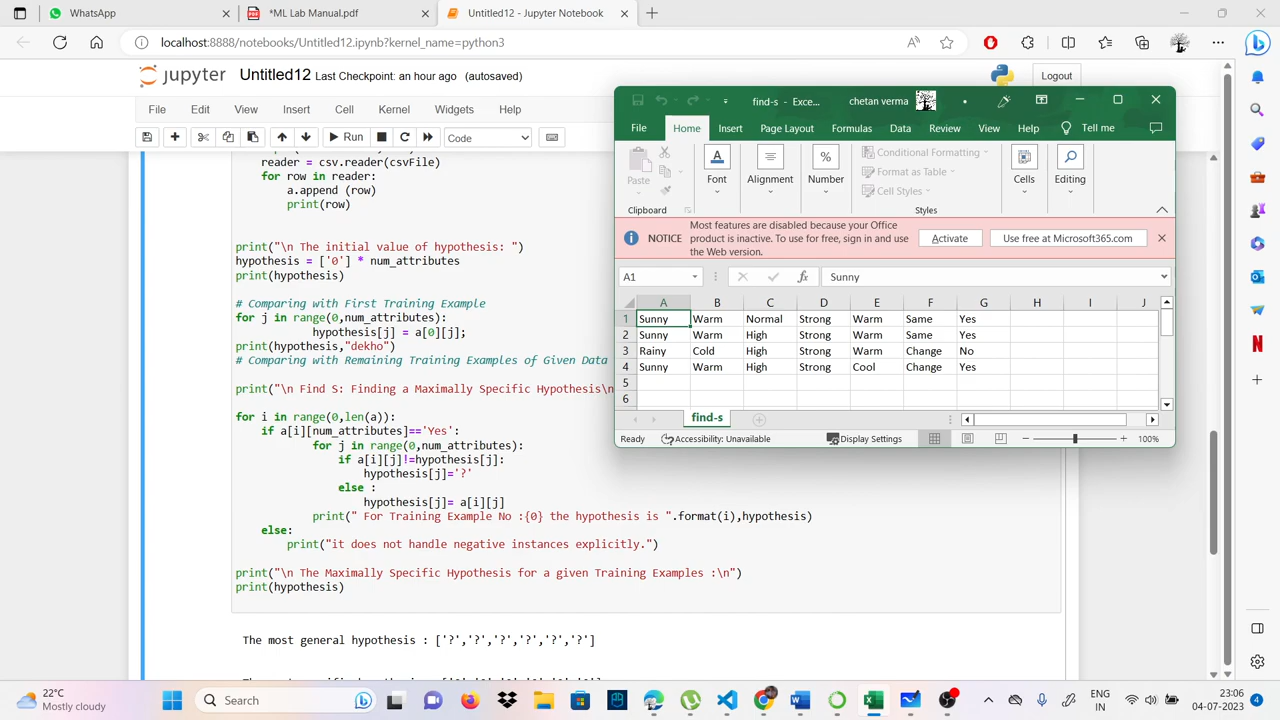 WhatsApp
*ML Lab Manual.pdf
Untitled12 - Jupyter Notebook
localhost:8888/notebooks/Untitled12.ipynb?kernel_name=python3
jupyter Untitled12 Last Checkpoint: an hour ago (autosaved)
Logout
File Edit View Insert Cell Kernel Widgets Help
Run
Code
reader = csv.reader(csvFile)
for row in reader:
a.append (row)
print(row)
print("\n The initial value of hypothesis: ")
hypothesis = ['0'] * num_attributes
print(hypothesis)
# Comparing with First Training Example
for j in range(0,num_attributes):
hypothesis[j] = a[0][j];
print(hypothesis,"dekho")
# Comparing with Remaining Training Examples of Given Data
print("\n Find S: Finding a Maximally Specific Hypothesis\n
for i in range(0,len(a)):
if a[i][num_attributes]=='Yes':
for j in range(0,num_attributes):
if a[i][j]!=hypothesis[j]:
hypothesis[j]='?'
else :
hypothesis[j]= a[i][j]
print(" For Training Example No :{0} the hypothesis is ".format(i),hypothesis)
else:
print("it does not handle negative instances explicitly.")
print("\n The Maximally Specific Hypothesis for a given Training Examples :\n")
print(hypothesis)
The most general hypothesis : ['?','?','?','?','?','?']
find-s - Exce...
chetan verma
File Home Insert Page Layout Formulas Data Review View Help Tell me
Paste
Clipboard
Font
Alignment
Number
Conditional Formatting
Format as Table
Cell Styles
Styles
Cells
Editing
NOTICE
Most features are disabled because your Office
product is inactive. To use for free, sign in and use
the Web version.
Activate
Use free at Microsoft365.com
A1
fx
Sunny
A B C D E F G H I J
1 Sunny Warm Normal Strong Warm Same Yes
2 Sunny Warm High Strong Warm Same Yes
3 Rainy Cold High Strong Warm Change No
4 Sunny Warm High Strong Cool Change Yes
5
6
find-s
Ready
Accessibility: Unavailable
Display Settings
100%
22°C
Mostly cloudy
Search
ENG
IN
23:06
04-07-2023
4